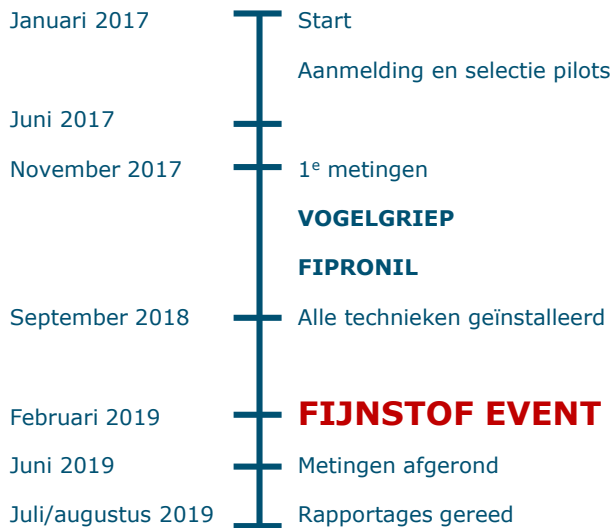 Januari 2017 Start
Aanmelding en selectie pilots
Juni 2017
November 2017 1e metingen
VOGELGRIEP
FIPRONIL
September 2018 Alle technieken geïnstalleerd
Februari 2019 FIJNSTOF EVENT
Juni 2019 Metingen afgerond
Juli/augustus 2019 Rapportages gereed